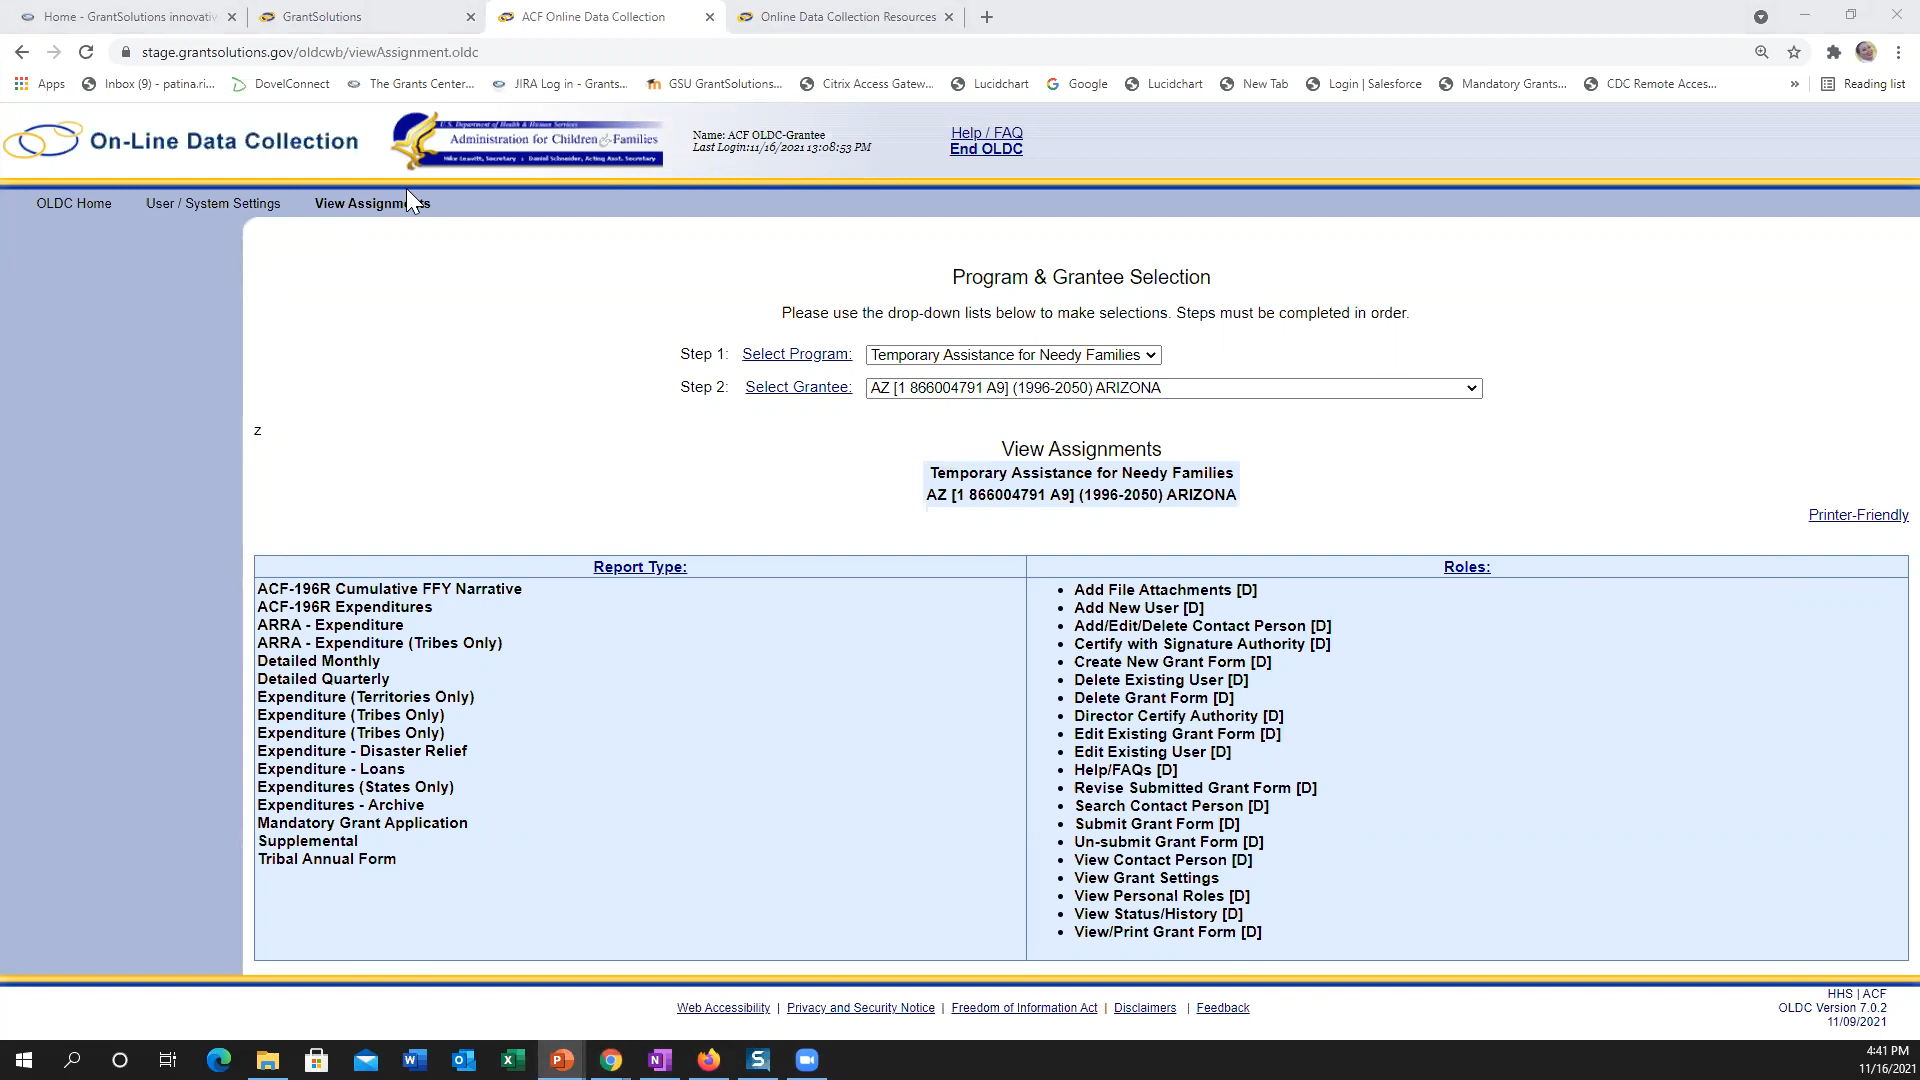 Home - GrantSolutions innovativ
GrantSolutions
ACF Online Data Collection
Online Data Collection Resources
stage.grantsolutions.gov/oldcwb/viewAssignment.oldc
Apps
Inbox (9) - patina.ri...
DovelConnect
The Grants Center...
JIRA Log in - Grants...
GSU GrantSolutions...
Citrix Access Gatew...
Lucidchart
Google
Lucidchart
New Tab
Login | Salesforce
Mandatory Grants...
CDC Remote Acces...
»
Reading list
On-Line Data Collection
U.S. Department of Health & Human Services
Administration for Children & Families
Mike Leavitt, Secretary : Daniel Schneider, Acting Asst. Secretary
Name: ACF OLDC-Grantee
Last Login:11/16/2021 13:08:53 PM
Help / FAQ
End OLDC
OLDC Home
User / System Settings
View Assignments
Program & Grantee Selection
Please use the drop-down lists below to make selections. Steps must be completed in order.
Step 1: Select Program: Temporary Assistance for Needy Families
Step 2: Select Grantee: AZ [1 866004791 A9] (1996-2050) ARIZONA
z
View Assignments
Temporary Assistance for Needy Families
AZ [1 866004791 A9] (1996-2050) ARIZONA
Printer-Friendly
Report Type:
ACF-196R Cumulative FFY Narrative
ACF-196R Expenditures
ARRA - Expenditure
ARRA - Expenditure (Tribes Only)
Detailed Monthly
Detailed Quarterly
Expenditure (Territories Only)
Expenditure (Tribes Only)
Expenditure (Tribes Only)
Expenditure - Disaster Relief
Expenditure - Loans
Expenditures (States Only)
Expenditures - Archive
Mandatory Grant Application
Supplemental
Tribal Annual Form
Roles:
• Add File Attachments [D]
• Add New User [D]
• Add/Edit/Delete Contact Person [D]
• Certify with Signature Authority [D]
• Create New Grant Form [D]
• Delete Existing User [D]
• Delete Grant Form [D]
• Director Certify Authority [D]
• Edit Existing Grant Form [D]
• Edit Existing User [D]
• Help/FAQs [D]
• Revise Submitted Grant Form [D]
• Search Contact Person [D]
• Submit Grant Form [D]
• Un-submit Grant Form [D]
• View Contact Person [D]
• View Grant Settings
• View Personal Roles [D]
• View Status/History [D]
• View/Print Grant Form [D]
Web Accessibility | Privacy and Security Notice | Freedom of Information Act | Disclaimers | Feedback
HHS | ACF
OLDC Version 7.0.2
11/09/2021
4:41 PM
11/16/2021